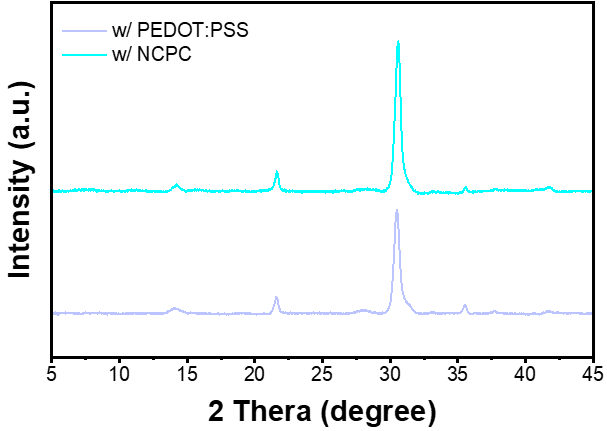 w/ PEDOT:PSS
w/ NCPC
Intensity (a.u.)
5 10 15 20 25 30 35 40 45
2 Thera (degree)